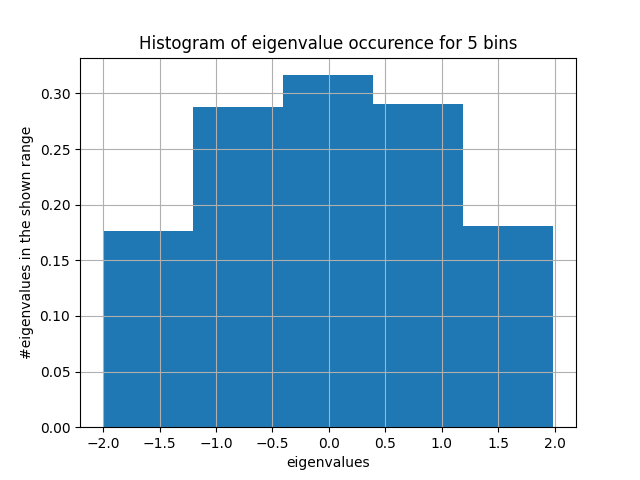 Histogram of eigenvalue occurence for 5 bins
#eigenvalues in the shown range
0.30
0.25
0.20
0.15
0.10
0.05
0.00
−2.0 −1.5 −1.0 −0.5 0.0 0.5 1.0 1.5 2.0
eigenvalues